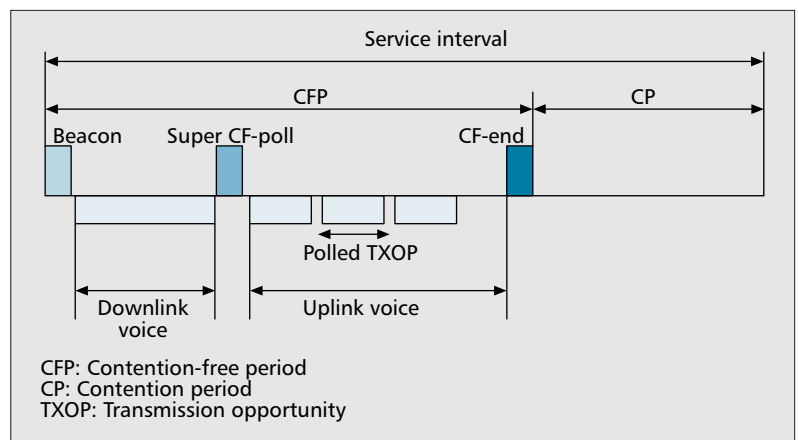 Service interval
CFP
CP
Beacon
Super CF-poll
CF-end
Polled TXOP
Downlink
voice
Uplink voice
CFP: Contention-free period
CP: Contention period
TXOP: Transmission opportunity